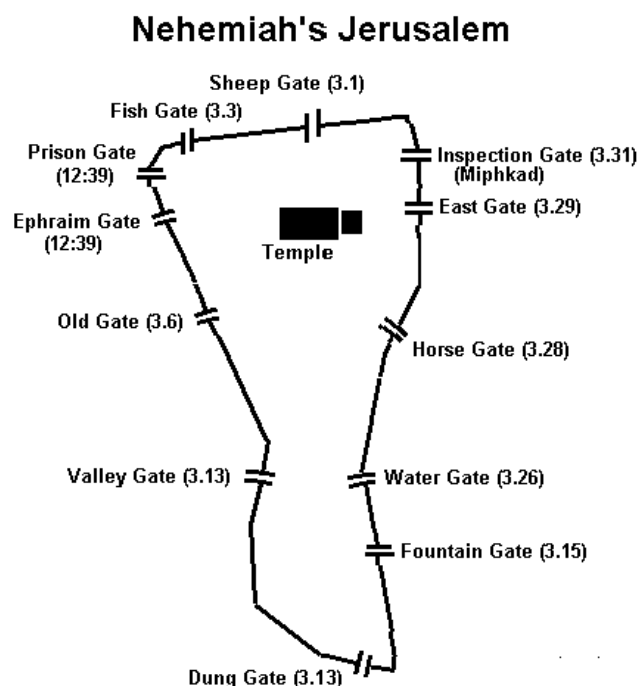 Nehemiah's Jerusalem
Sheep Gate (3.1)
Fish Gate (3.3)
Prison Gate
(12:39)
Inspection Gate (3.31)
(Miphkad)
Ephraim Gate
(12:39)
East Gate (3.29)
Temple
Old Gate (3.6)
Horse Gate (3.28)
Valley Gate (3.13)
Water Gate (3.26)
Fountain Gate (3.15)
Dung Gate (3.13)